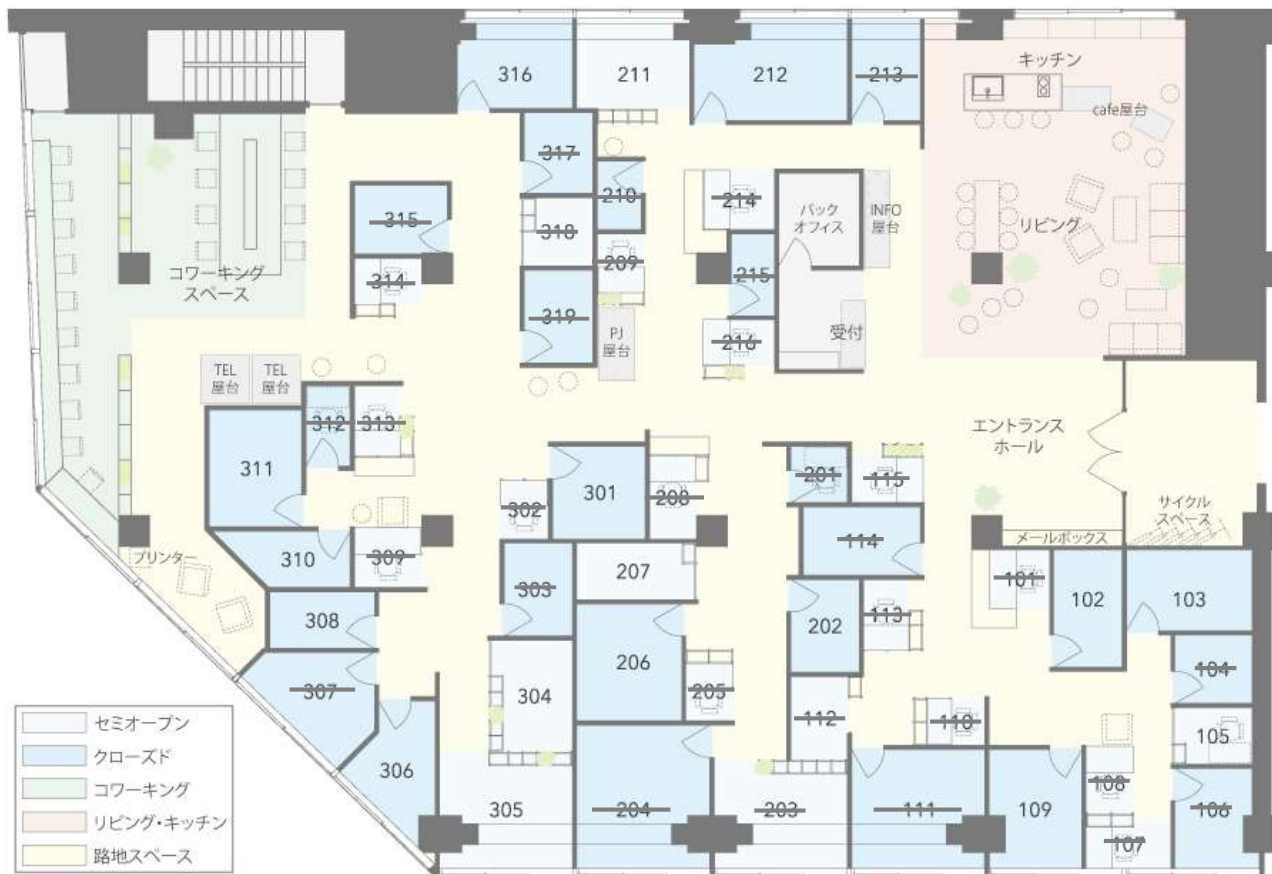 316
211
212
213
キッチン
cafe屋台
317
210
214
バック
オフィス
INFO
屋台
リビング
315
318
209
215
314
319
216
受付
PJ
屋台
コワーキング
スペース
TEL
屋台
TEL
屋台
312
313
311
301
208
201
115
エントランス
ホール
302
サイクル
スペース
メールボックス
プリンター
310
309
303
207
114
101
102
103
308
206
202
113
104
307
304
205
112
110
105
306
305
204
203
111
109
108
106
107
セミオープン
クローズド
コワーキング
リビング・キッチン
路地スペース